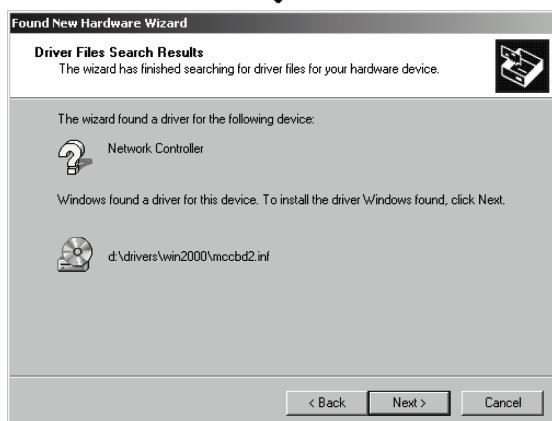 Found New Hardware Wizard
Driver Files Search Results
The wizard has finished searching for driver files for your hardware device.
The wizard found a driver for the following device:
Network Controller
Windows found a driver for this device. To install the driver Windows found, click Next.
d:\drivers\win2000\mccbd2.inf
< Back
Next >
Cancel